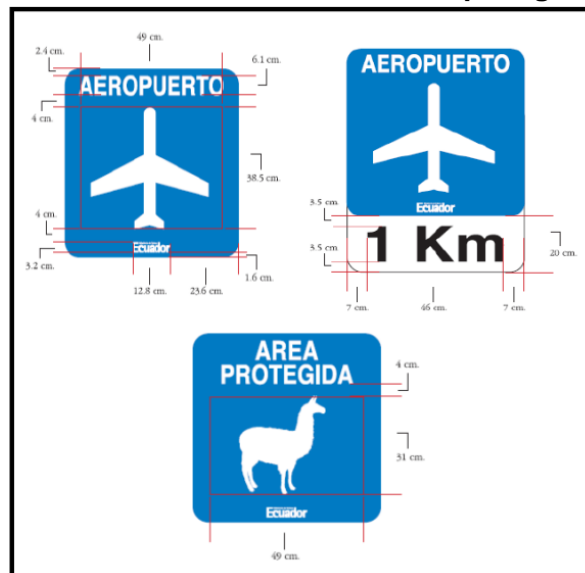 49 cm.
2.4 cm.
6.1 cm.
AEROPUERTO
4 cm.
38.5 cm.
4 cm.
Ecuador
3.2 cm.
1.6 cm.
12.8 cm.
23.6 cm.
AEROPUERTO
Ecuador
3.5 cm.
1 Km
3.5 cm.
20 cm.
7 cm.
46 cm.
7 cm.
AREA
PROTEGIDA
4 cm.
31 cm.
Ecuador
49 cm.